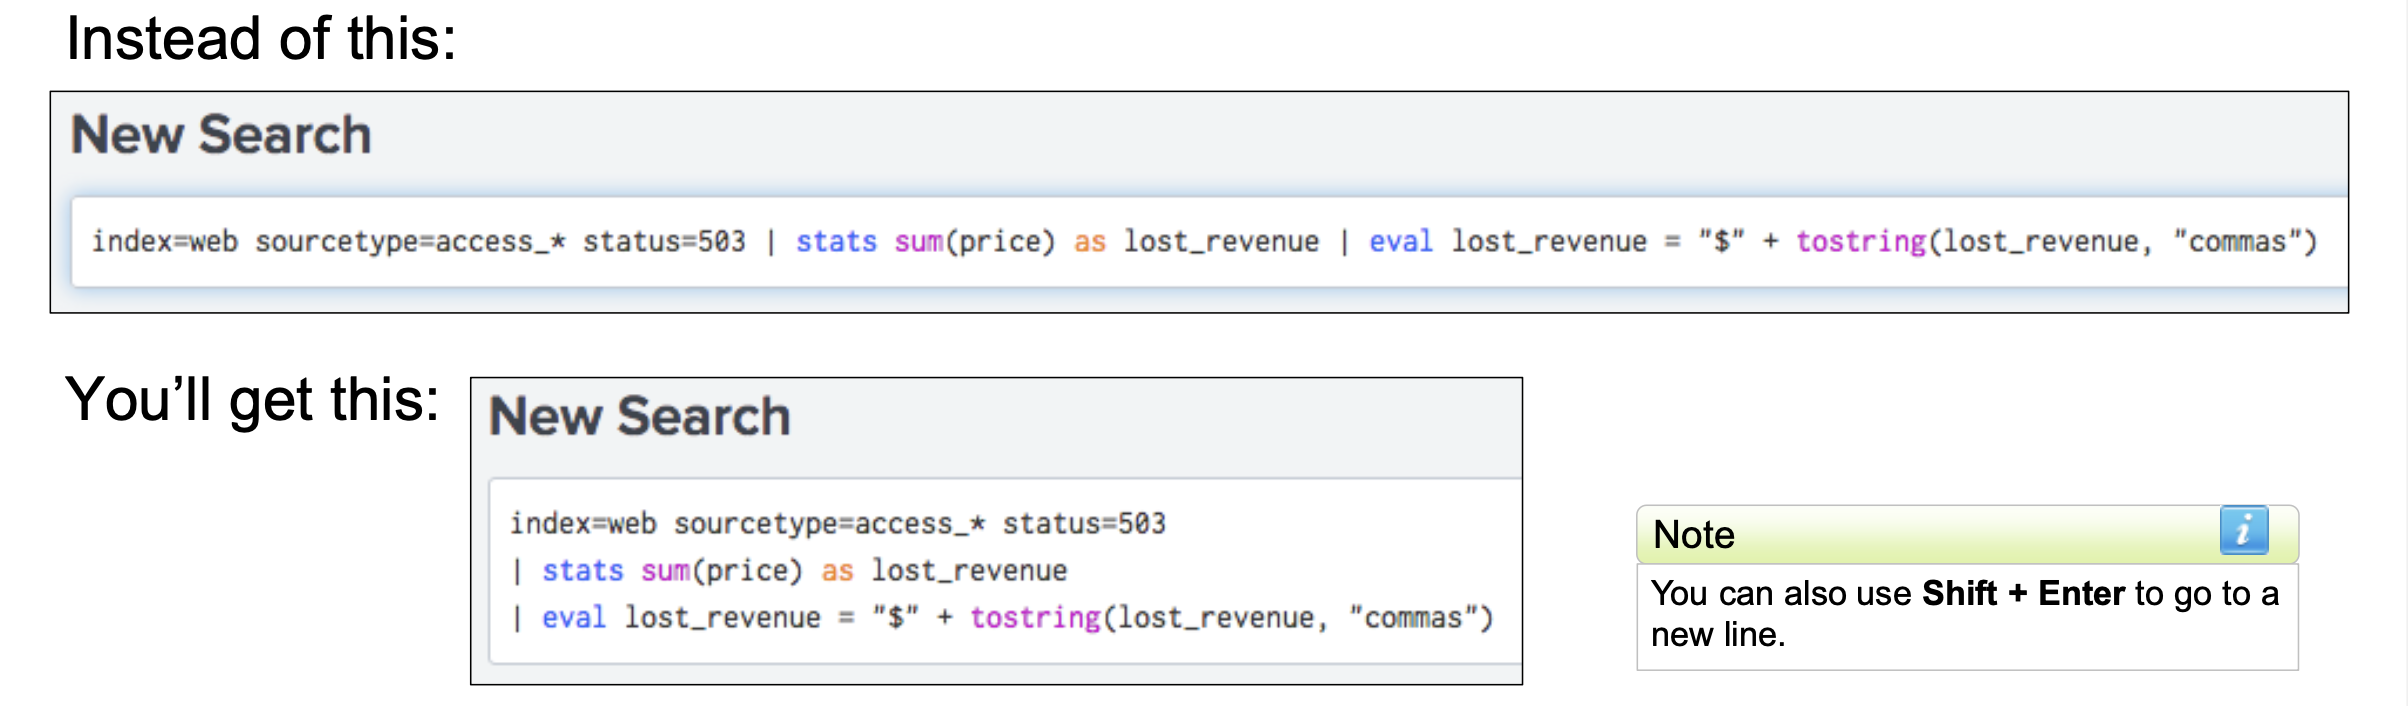 Instead of this:
New Search
index=web sourcetype=access_* status=503 | stats sum(price) as lost_revenue | eval lost_revenue = "$" + tostring(lost_revenue, "commas")
You’ll get this:
New Search
index=web sourcetype=access_* status=503
| stats sum(price) as lost_revenue
| eval lost_revenue = "$" + tostring(lost_revenue, "commas")
Note
i
You can also use Shift + Enter to go to a
new line.